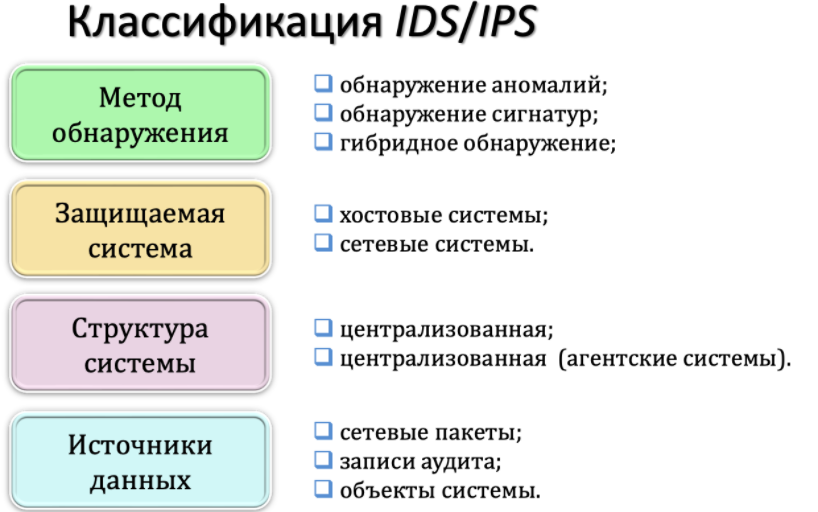 Классификация IDS/IPS
Метод
обнаружения
обнаружение аномалий;
обнаружение сигнатур;
гибридное обнаружение;
Защищаемая
система
хостовые системы;
сетевые системы.
Структура
системы
централизованная;
централизованная (агентские системы).
Источники
данных
сетевые пакеты;
записи аудита;
объекты системы.